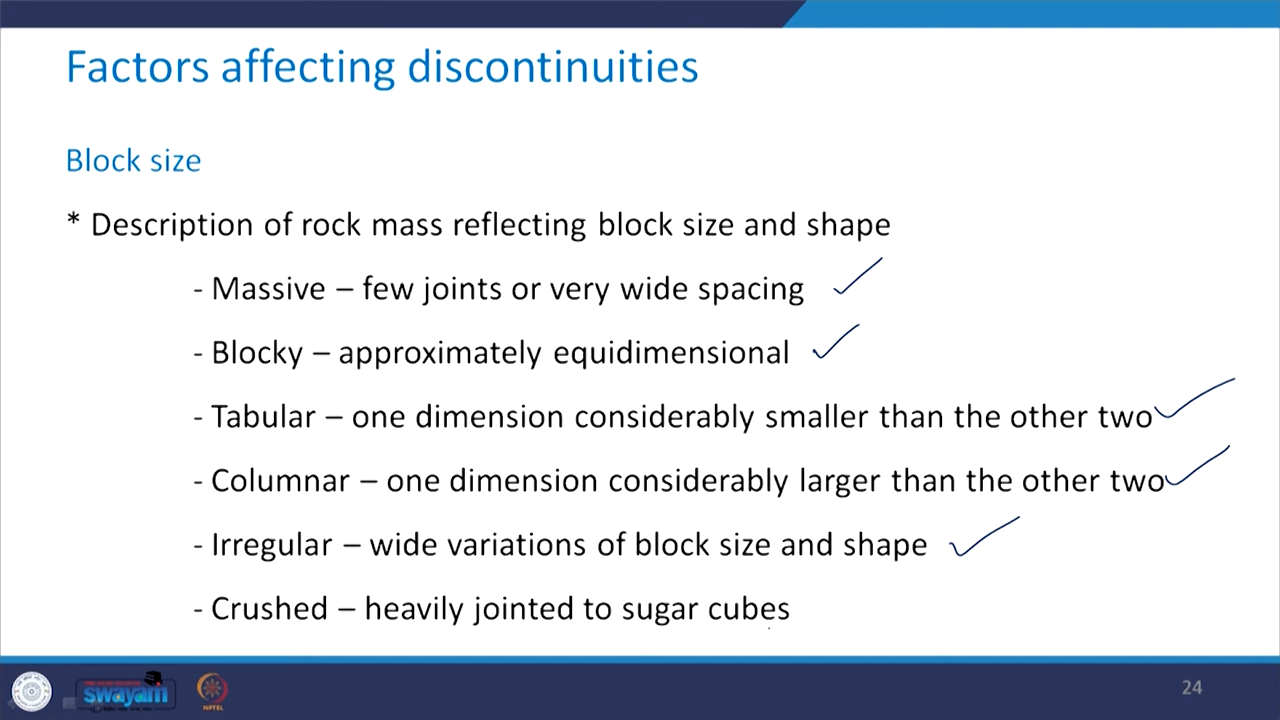 Factors affecting discontinuities
Block size
* Description of rock mass reflecting block size and shape
- Massive – few joints or very wide spacing
- Blocky – approximately equidimensional
- Tabular – one dimension considerably smaller than the other two
- Columnar – one dimension considerably larger than the other two
- Irregular – wide variations of block size and shape
- Crushed – heavily jointed to sugar cubes
swayam
NPTEL
24